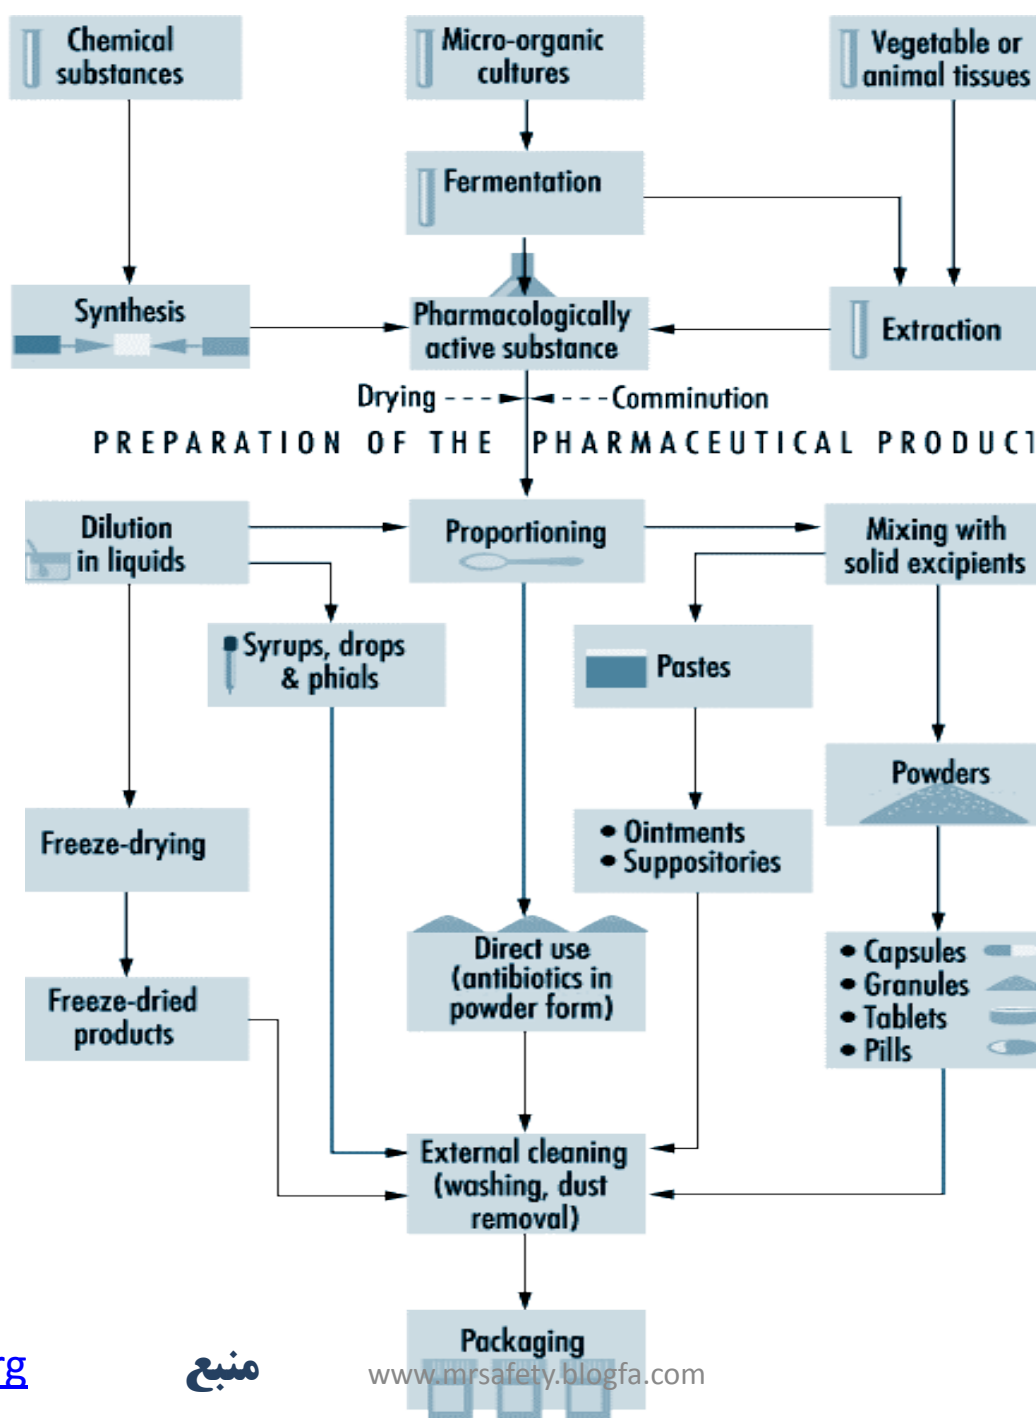 Chemical
substances
Micro-organic
cultures
Vegetable or
animal tissues
Fermentation
Synthesis
Pharmacologically
active substance
Extraction
Drying
Comminution
PREPARATION OF THE PHARMACEUTICAL PRODUCT
Dilution
in liquids
Proportioning
Mixing with
solid excipients
Syrups, drops
& phials
Pastes
Powders
Freeze-drying
• Ointments
• Suppositories
Direct use
(antibiotics in
powder form)
• Capsules
• Granules
• Tablets
• Pills
Freeze-dried
products
External cleaning
(washing, dust
removal)
Packaging
rg
منبع
www.mrsafety.blogfa.com